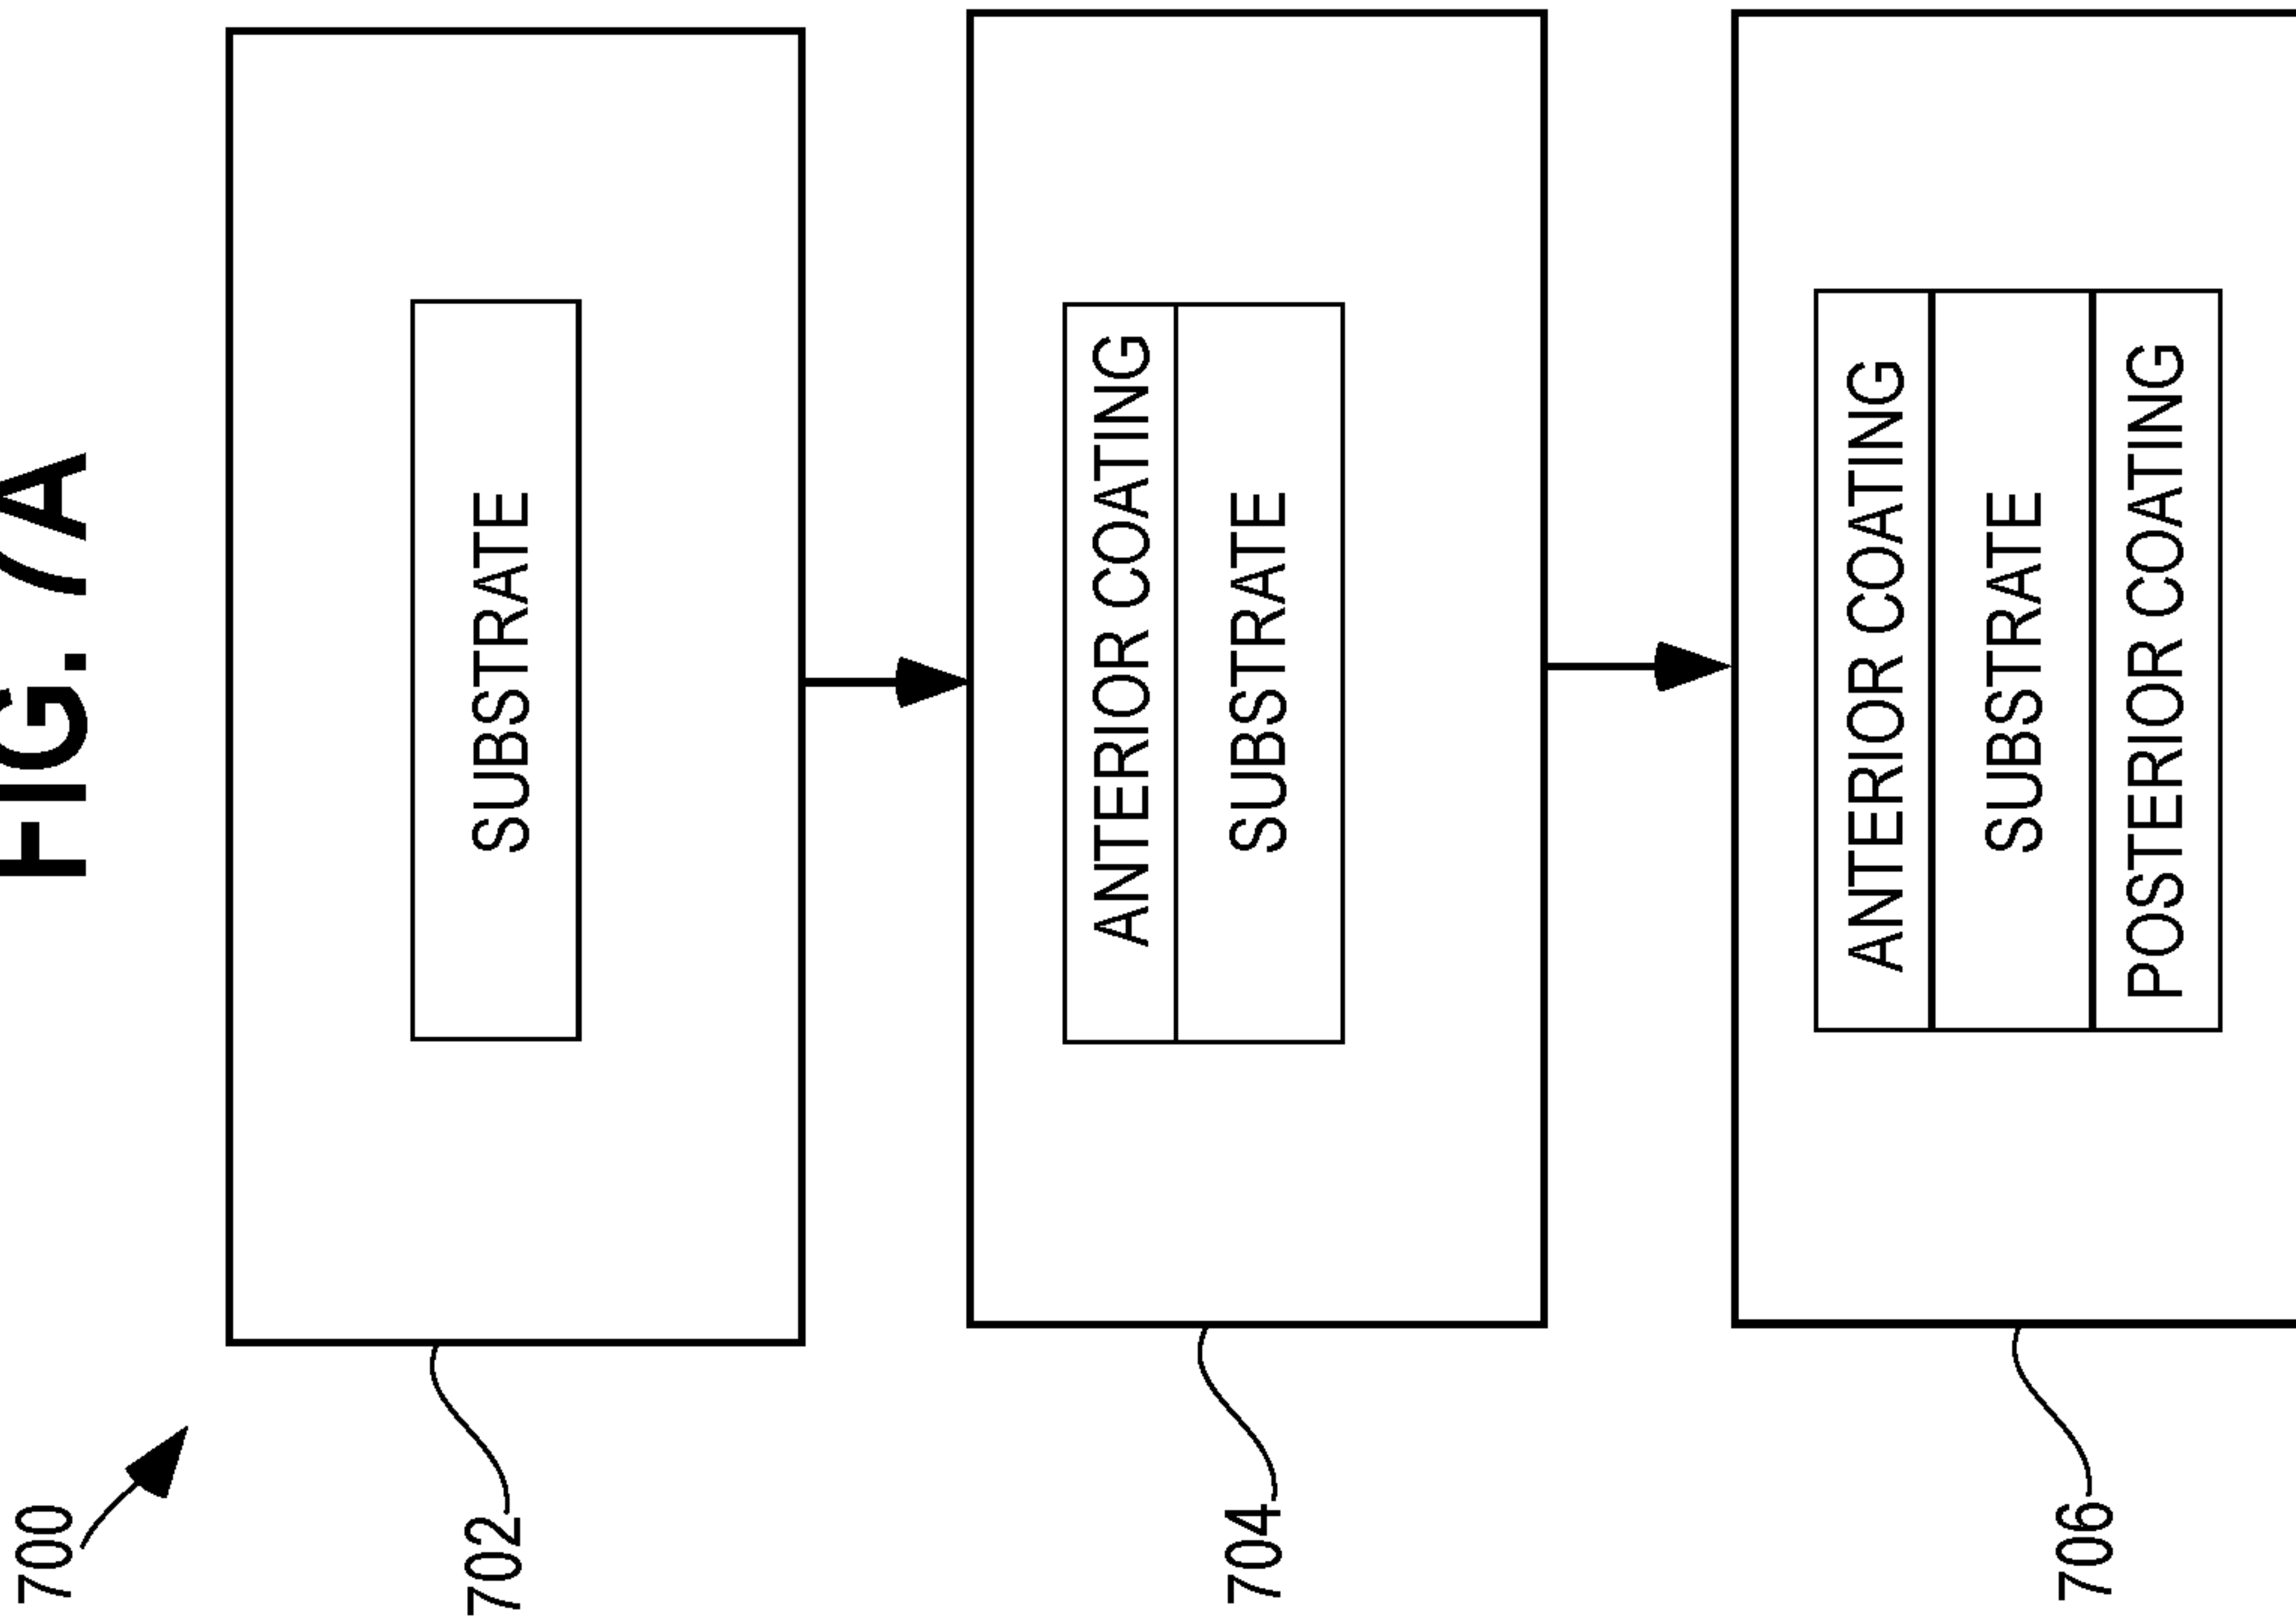 FIG. 7A
700
SUBSTRATE
702
ANTERIOR COATING
SUBSTRATE
704
ANTERIOR COATING
SUBSTRATE
POSTERIOR COATING
706